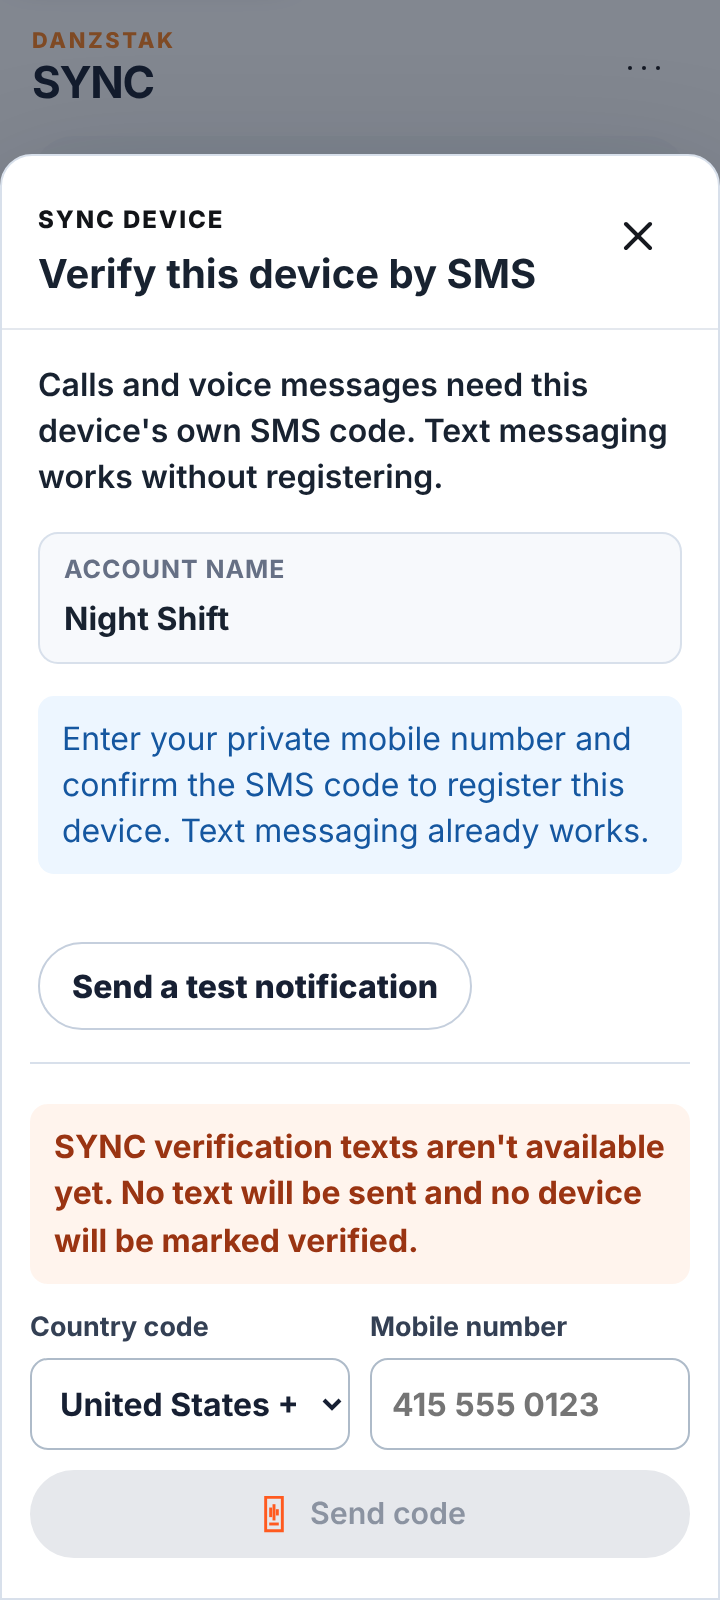 DANZSTAK
SYNC
...
SYNC DEVICE
Verify this device by SMS
Calls and voice messages need this
device's own SMS code. Text messaging
works without registering.
ACCOUNT NAME
Night Shift
Enter your private mobile number and
confirm the SMS code to register this
device. Text messaging already works.
Send a test notification
SYNC verification texts aren't available
yet. No text will be sent and no device
will be marked verified.
Country code
Mobile number
United States +
415 555 0123
Send code